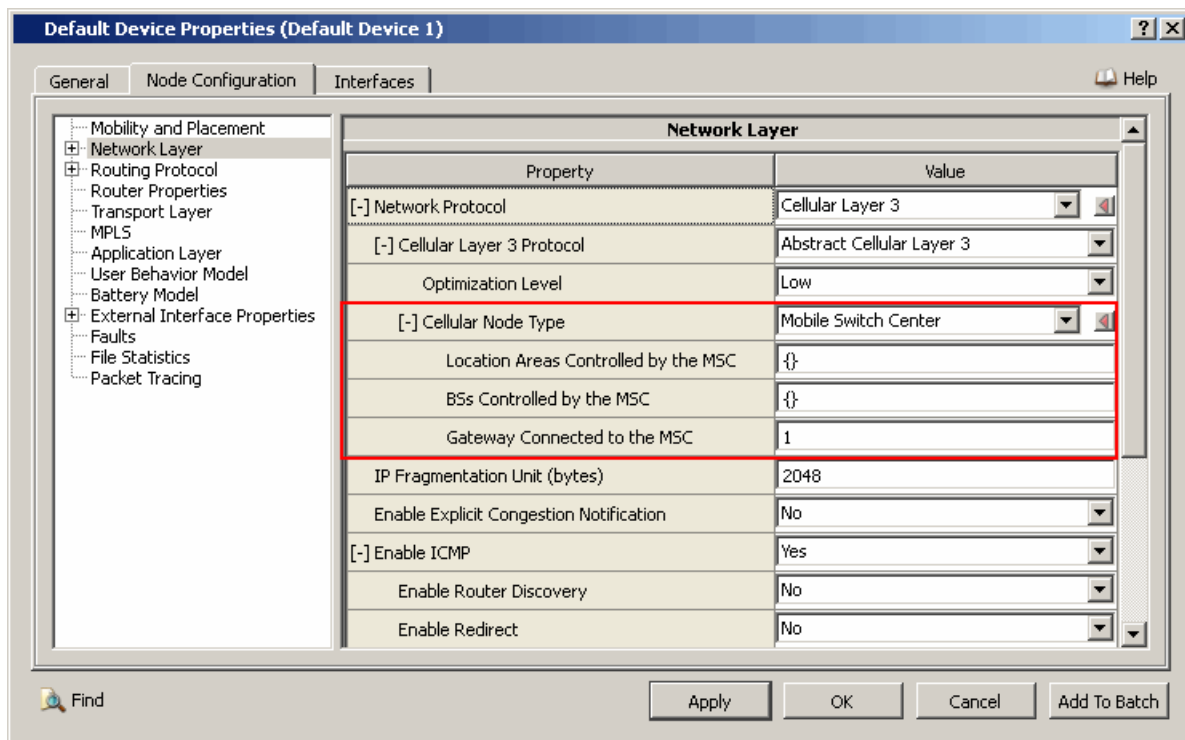 Default Device Properties (Default Device 1)
General
Node Configuration
Interfaces
Help
Mobility and Placement
Network Layer
Routing Protocol
Router Properties
Transport Layer
MPLS
Application Layer
User Behavior Model
Battery Model
External Interface Properties
Faults
File Statistics
Packet Tracing
Network Layer
Property Value
[-] Network Protocol Cellular Layer 3
[-] Cellular Layer 3 Protocol Abstract Cellular Layer 3
Optimization Level Low
[-] Cellular Node Type Mobile Switch Center
Location Areas Controlled by the MSC {}
BSs Controlled by the MSC {}
Gateway Connected to the MSC 1
IP Fragmentation Unit (bytes) 2048
Enable Explicit Congestion Notification No
[-] Enable ICMP Yes
Enable Router Discovery No
Enable Redirect No
Find
Apply
OK
Cancel
Add To Batch